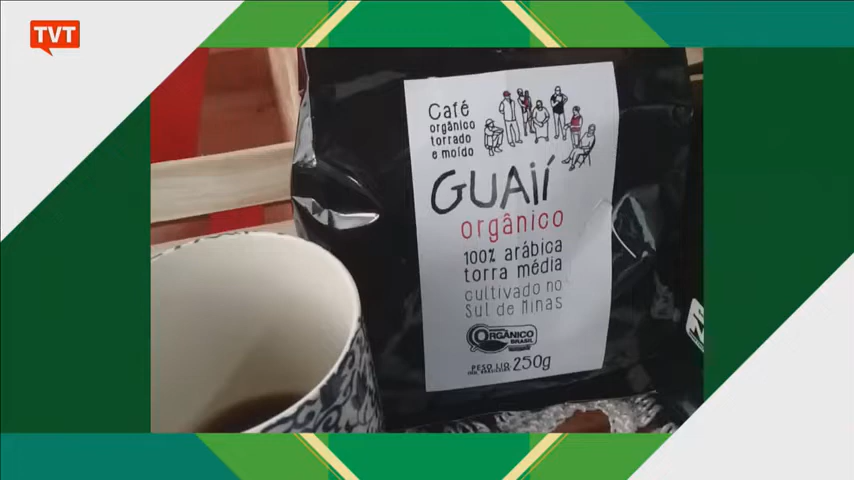 TVT
Café
orgânico
torrado
e moído
GUAií
orgânico
100% arábica
torra média
cultivado no
Sul de Minas
ORGÂNICO
BRASIL
PESO LIQ
250g